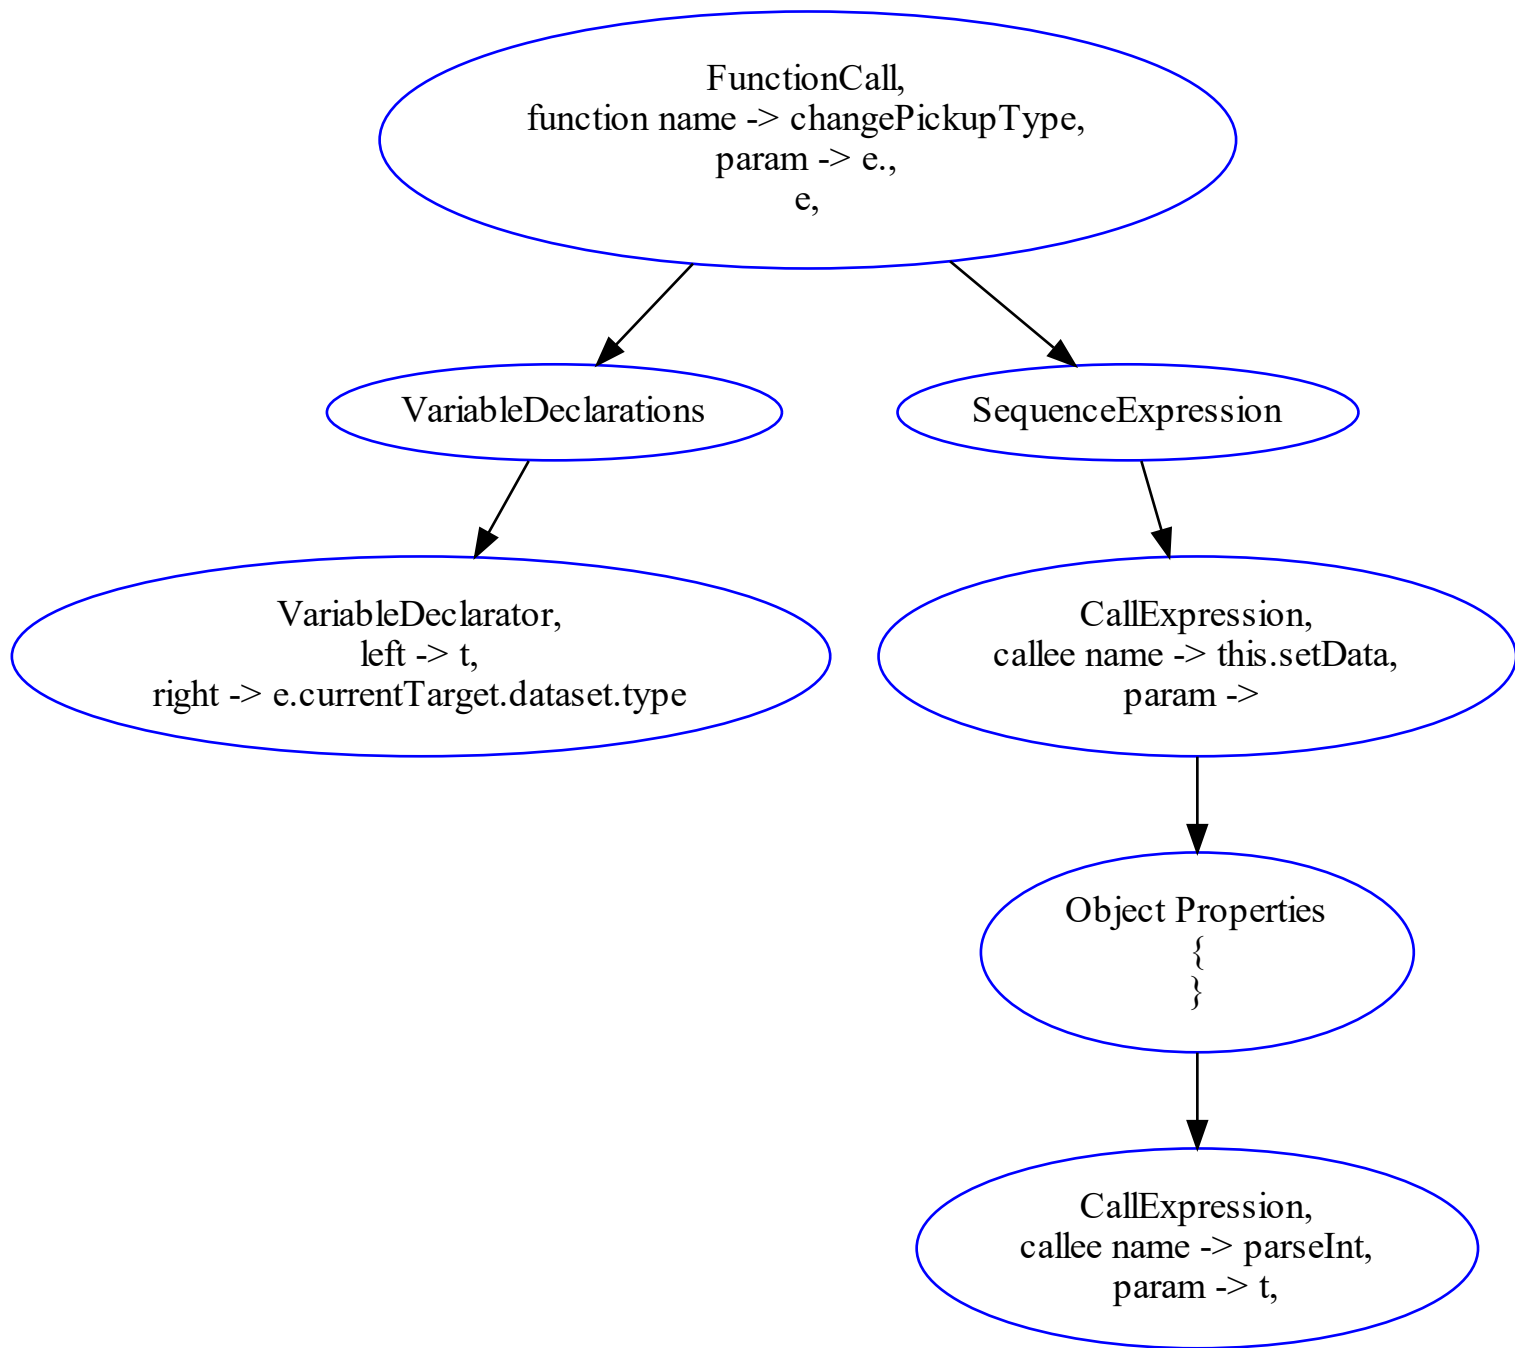 FunctionCall,
function name -> changePickupType,
param -> e.,
e,
VariableDeclarations
SequenceExpression
VariableDeclarator,
left -> t,
right -> e.currentTarget.dataset.type
CallExpression,
callee name -> this.setData,
param ->
Object Properties
{
}
CallExpression,
callee name -> parseInt,
param -> t,